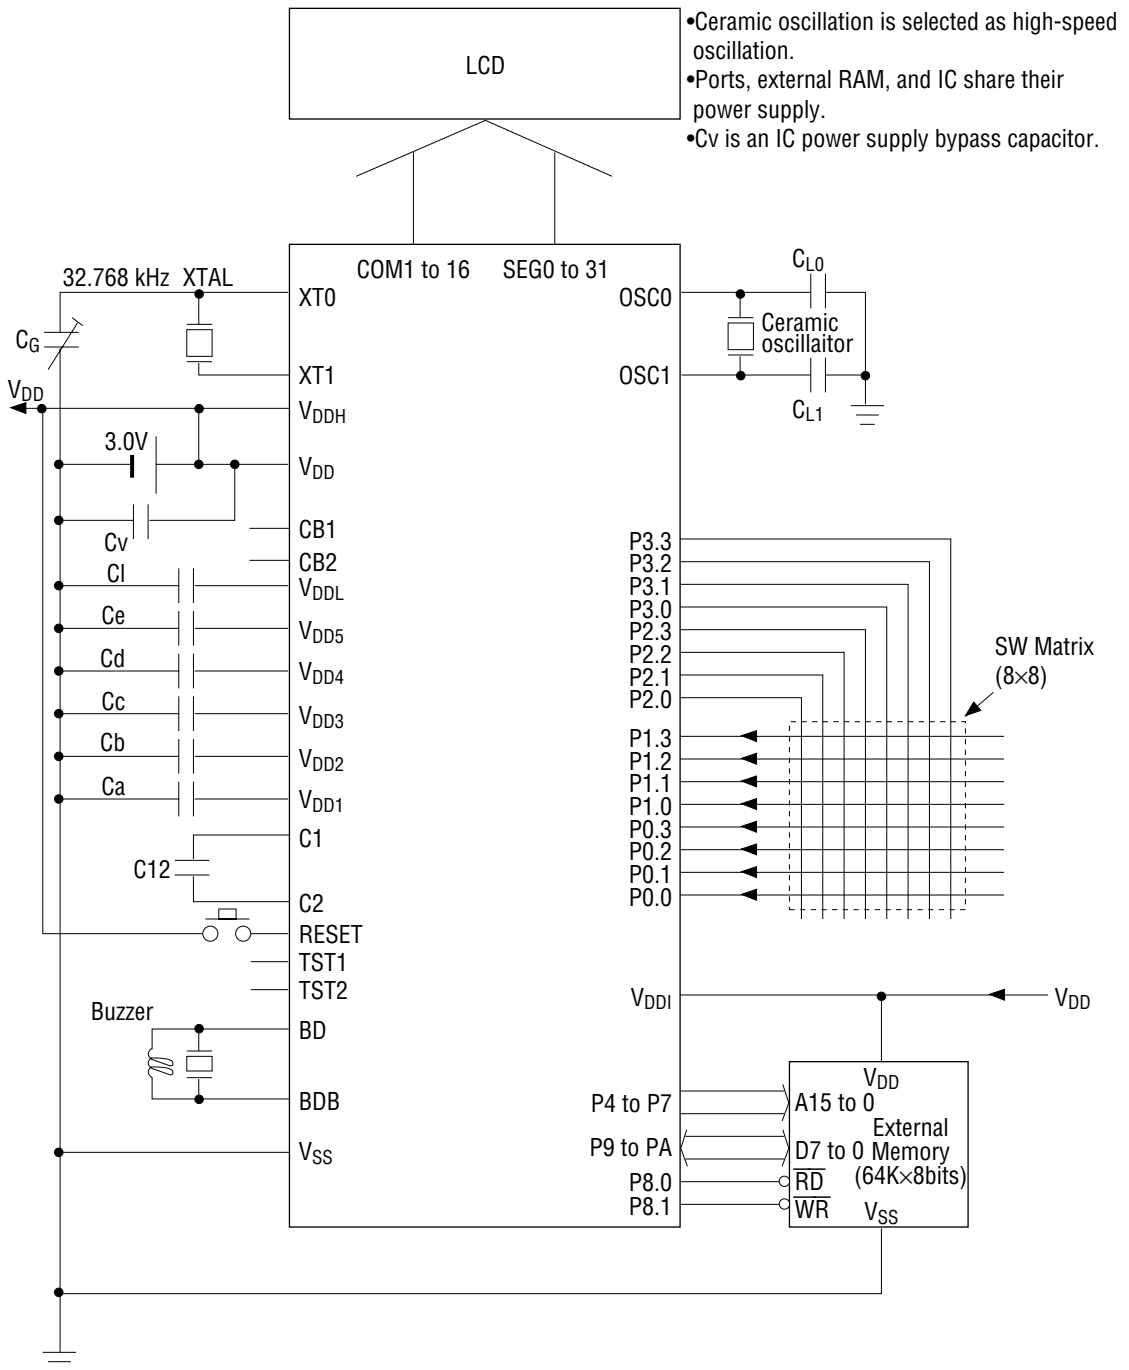 LCD
•Ceramic oscillation is selected as high-speed
oscillation.
•Ports, external RAM, and IC share their
power supply.
•Cv is an IC power supply bypass capacitor.
COM1 to 16
SEG0 to 31
32.768 kHz XTAL
CG
XT0
XT1
VDD
VDDH
3.0V
VDD
Cv
CB1
CB2
Cl
VDDL
Ce
VDD5
Cd
VDD4
Cc
VDD3
Cb
VDD2
Ca
VDD1
C1
C12
C2
RESET
TST1
TST2
Buzzer
BD
BDB
VSS
OSC0
OSC1
CL0
Ceramic
oscillaitor
CL1
P3.3
P3.2
P3.1
P3.0
P2.3
P2.2
P2.1
P2.0
SW Matrix
(8×8)
P1.3
P1.2
P1.1
P1.0
P0.3
P0.2
P0.1
P0.0
VDDI
VDD
P4 to P7
P9 to PA
P8.0
P8.1
VDD
A15 to 0
External
D7 to 0 Memory
(64K×8bits)
RD
WR
VSS